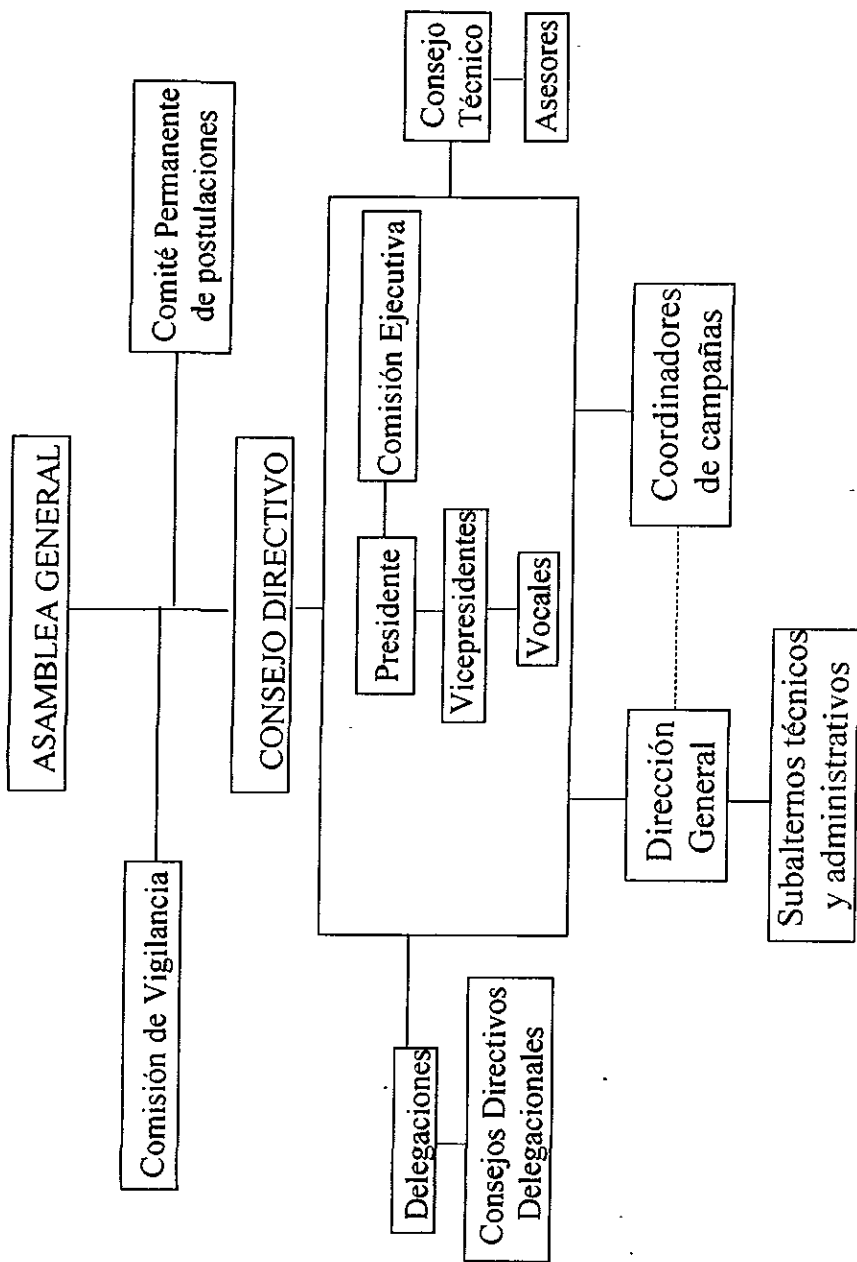 ASAMBLEA GENERAL
Comisión de Vigilancia
Comité Permanente
de postulaciones
CONSEJO DIRECTIVO
Presidente
Comisión Ejecutiva
Vicepresidentes
Vocales
Delegaciones
Consejos Directivos
Delegacionales
Consejo
Técnico
Asesores
Dirección
General
Coordinadores
de campañas
Subalternos técnicos
y administrativos